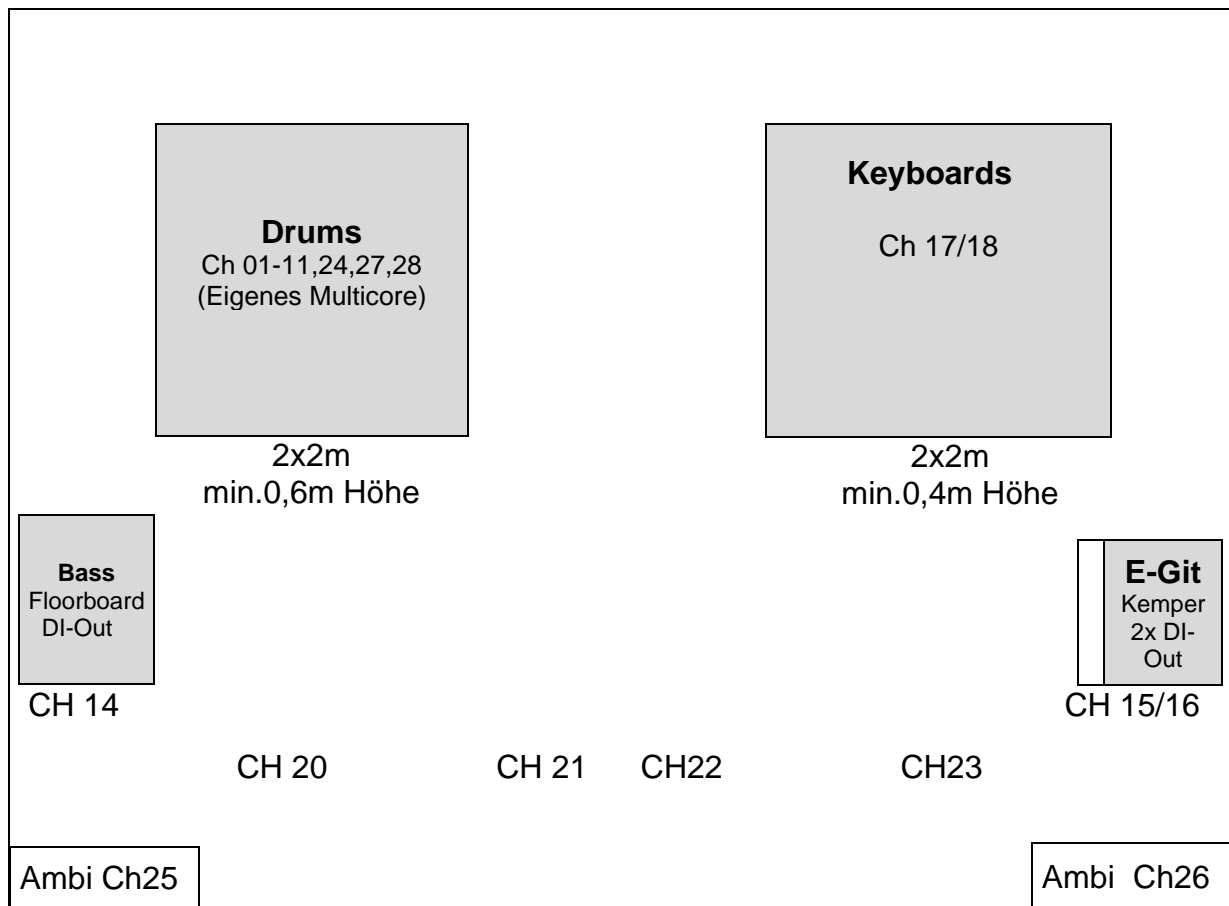 Drums
Ch 01-11,24,27,28
(Eigenes Multicore)
2x2m
min.0,6m Höhe
Keyboards
Ch 17/18
2x2m
min.0,4m Höhe
Bass
Floorboard
DI-Out
CH 14
E-Git
Kemper
2x DI-
Out
CH 15/16
CH 20
CH 21
CH22
CH23
Ambi Ch25
Ambi Ch26